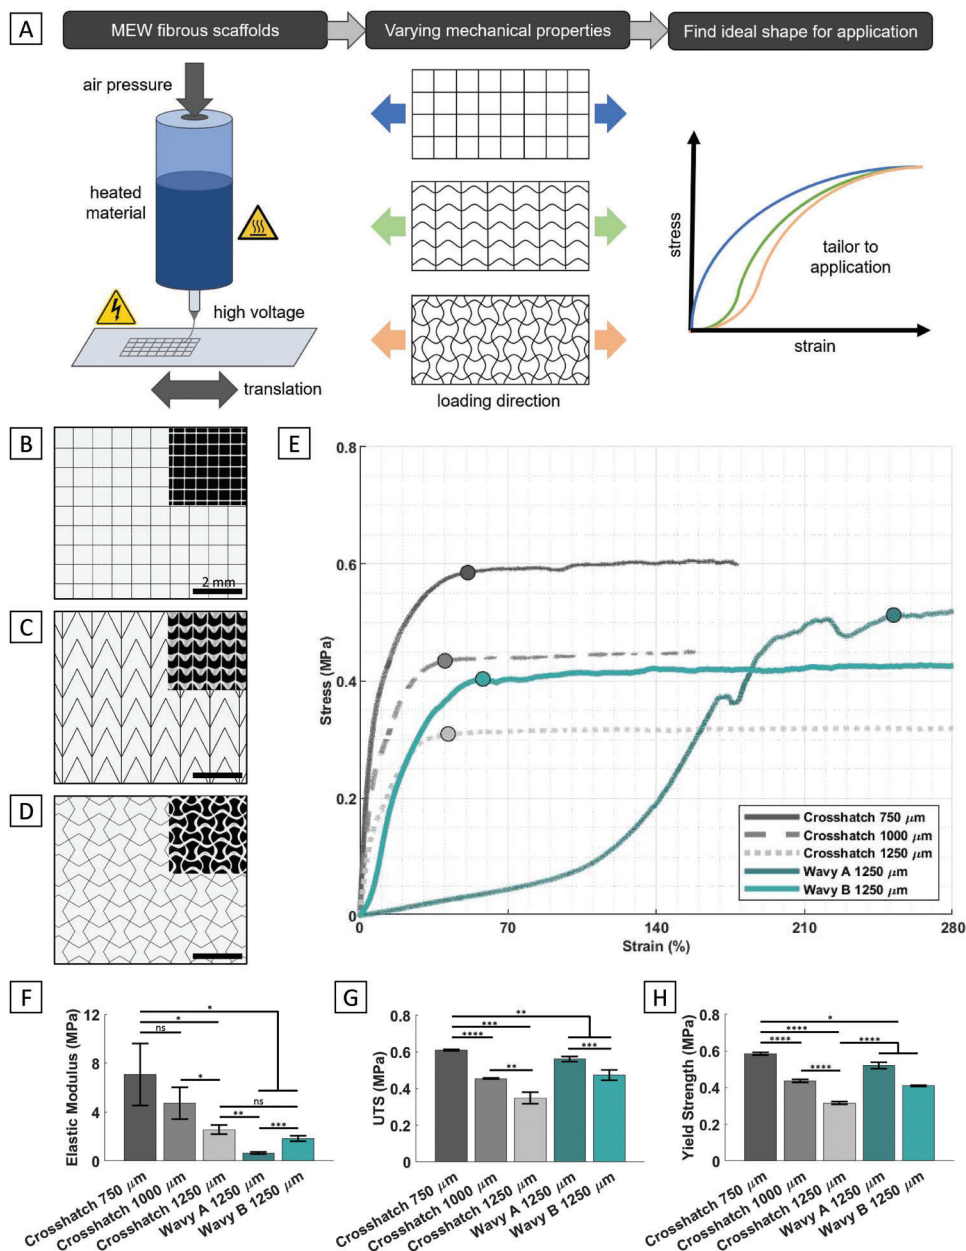 A
MEW fibrous scaffolds
Varying mechanical properties
Find ideal shape for application
air pressure
heated
material
high voltage
translation
loading direction
stress
tailor to
application
strain
B
2 mm
C
D
E
0.8
0.6
0.4
0.2
0
Stress (MPa)
0
70
140
210
280
Strain (%)
Crosshatch 750 μm
Crosshatch 1000 μm
Crosshatch 1250 μm
Wavy A 1250 μm
Wavy B 1250 μm
F
Elastic Modulus (MPa)
12
8
4
0
*
*
ns
*
ns
**
***
Crosshatch 750 μm
Crosshatch 1000 μm
Crosshatch 1250 μm
Wavy A 1250 μm
Wavy B 1250 μm
G
UTS (MPa)
0.8
0.6
0.4
0.2
0
**
***
****
***
**
Crosshatch 750 μm
Crosshatch 1000 μm
Crosshatch 1250 μm
Wavy A 1250 μm
Wavy B 1250 μm
H
Yield Strength (MPa)
0.8
0.6
0.4
0.2
0
*
****
****
****
****
Crosshatch 750 μm
Crosshatch 1000 μm
Crosshatch 1250 μm
Wavy A 1250 μm
Wavy B 1250 μm